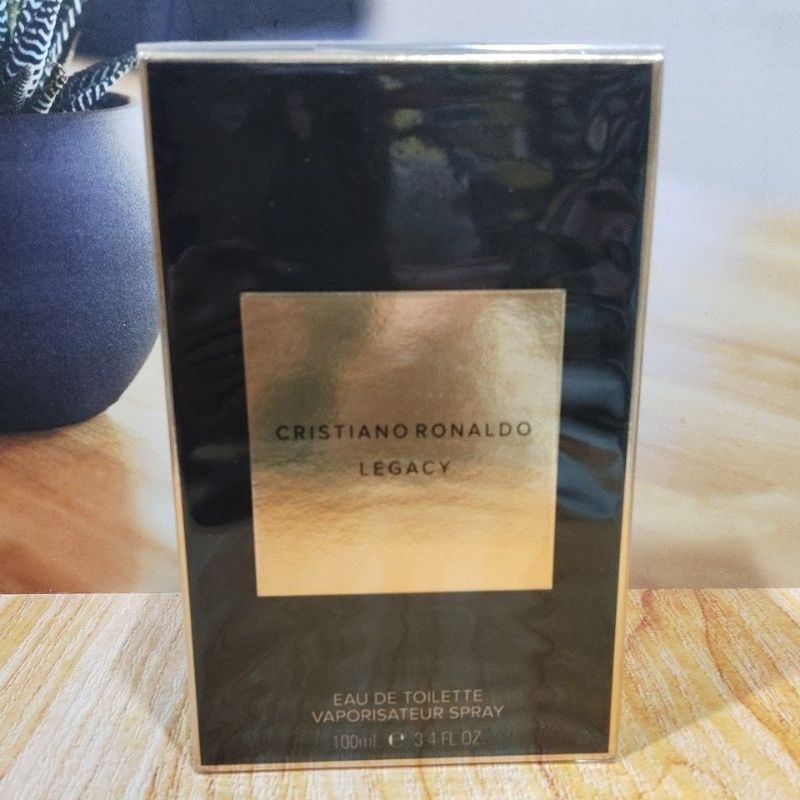 CRISTIANO RONALDO
LEGACY
EAU DE TOILETTE
VAPORISATEUR SPRAY
100ml ℮ 3.4 FL OZ